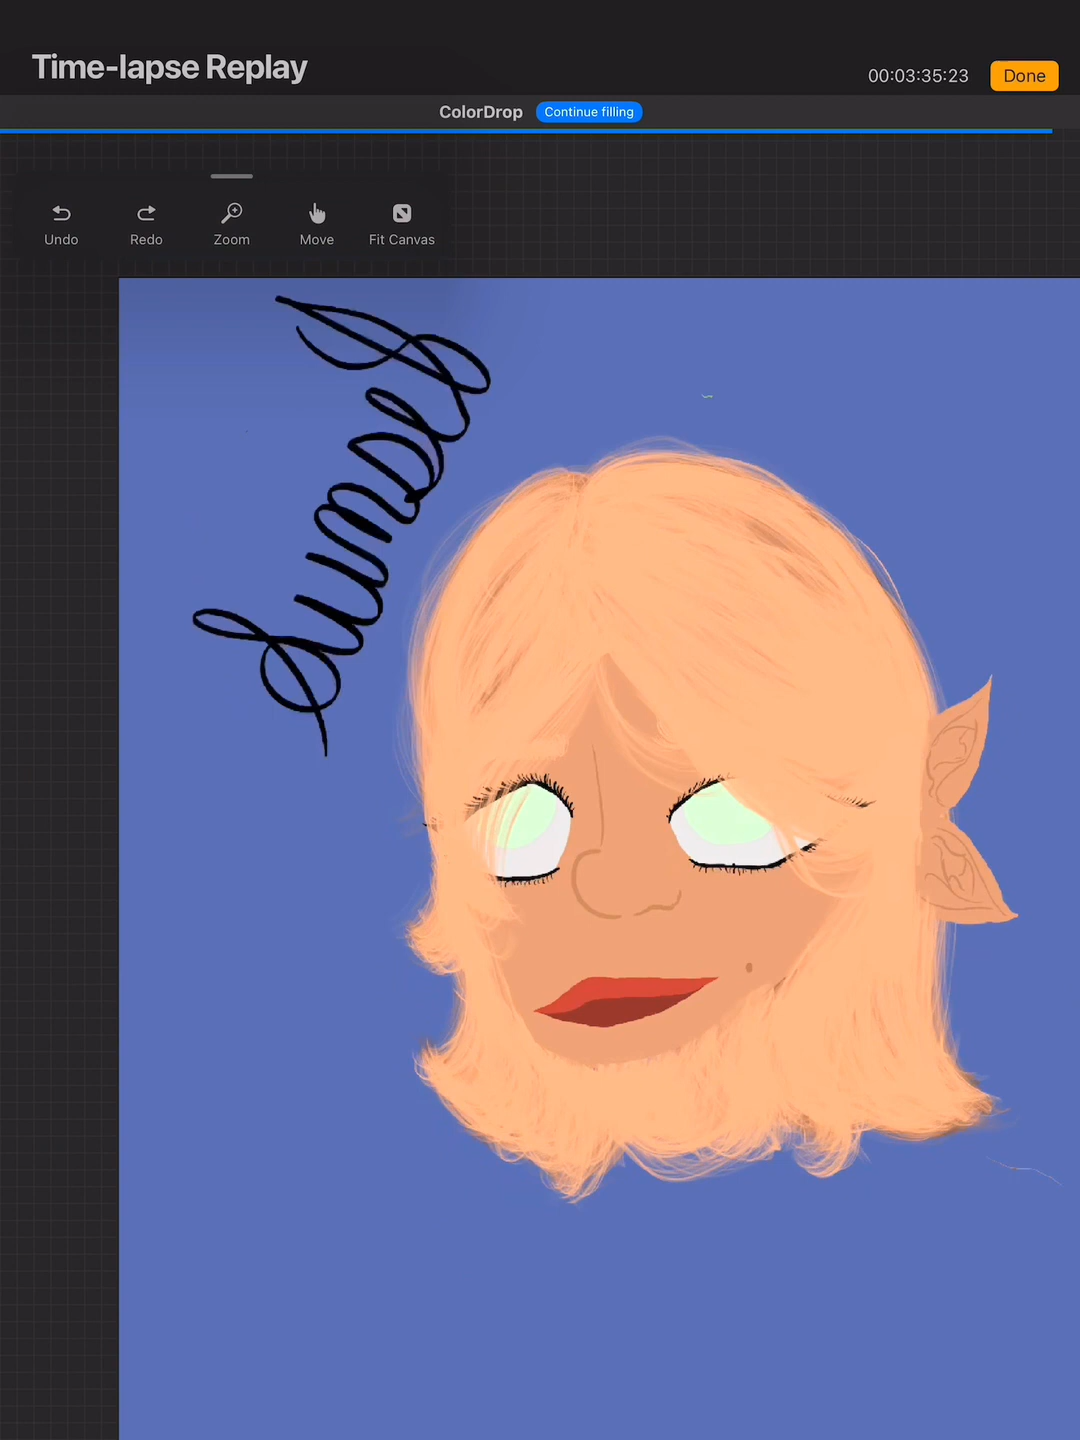 Time-lapse Replay
00:03:35:23
Done
ColorDrop
Continue filling
Undo
Redo
Zoom
Move
Fit Canvas